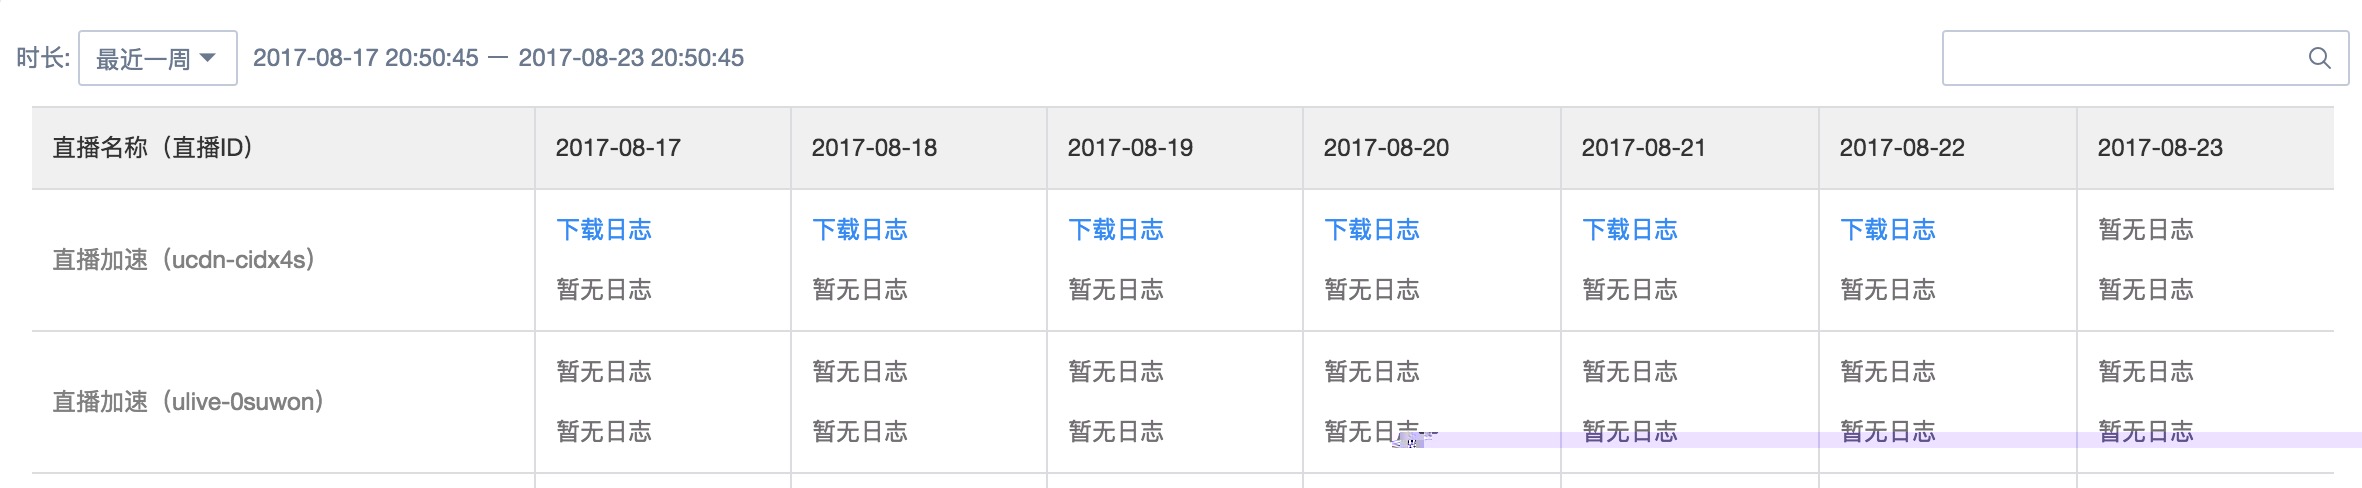 时长: 最近一周 2017-08-17 20:50:45 — 2017-08-23 20:50:45
直播名称（直播ID） 2017-08-17 2017-08-18 2017-08-19 2017-08-20 2017-08-21 2017-08-22 2017-08-23
下载日志 下载日志 下载日志 下载日志 下载日志 下载日志 暂无日志
直播加速（ucdn-cidx4s）
暂无日志 暂无日志 暂无日志 暂无日志 暂无日志 暂无日志 暂无日志
暂无日志 暂无日志 暂无日志 暂无日志 暂无日志 暂无日志 暂无日志
直播加速（ulive-0suwon）
暂无日志 暂无日志 暂无日志 暂无日志 暂无日志 暂无日志 暂无日志